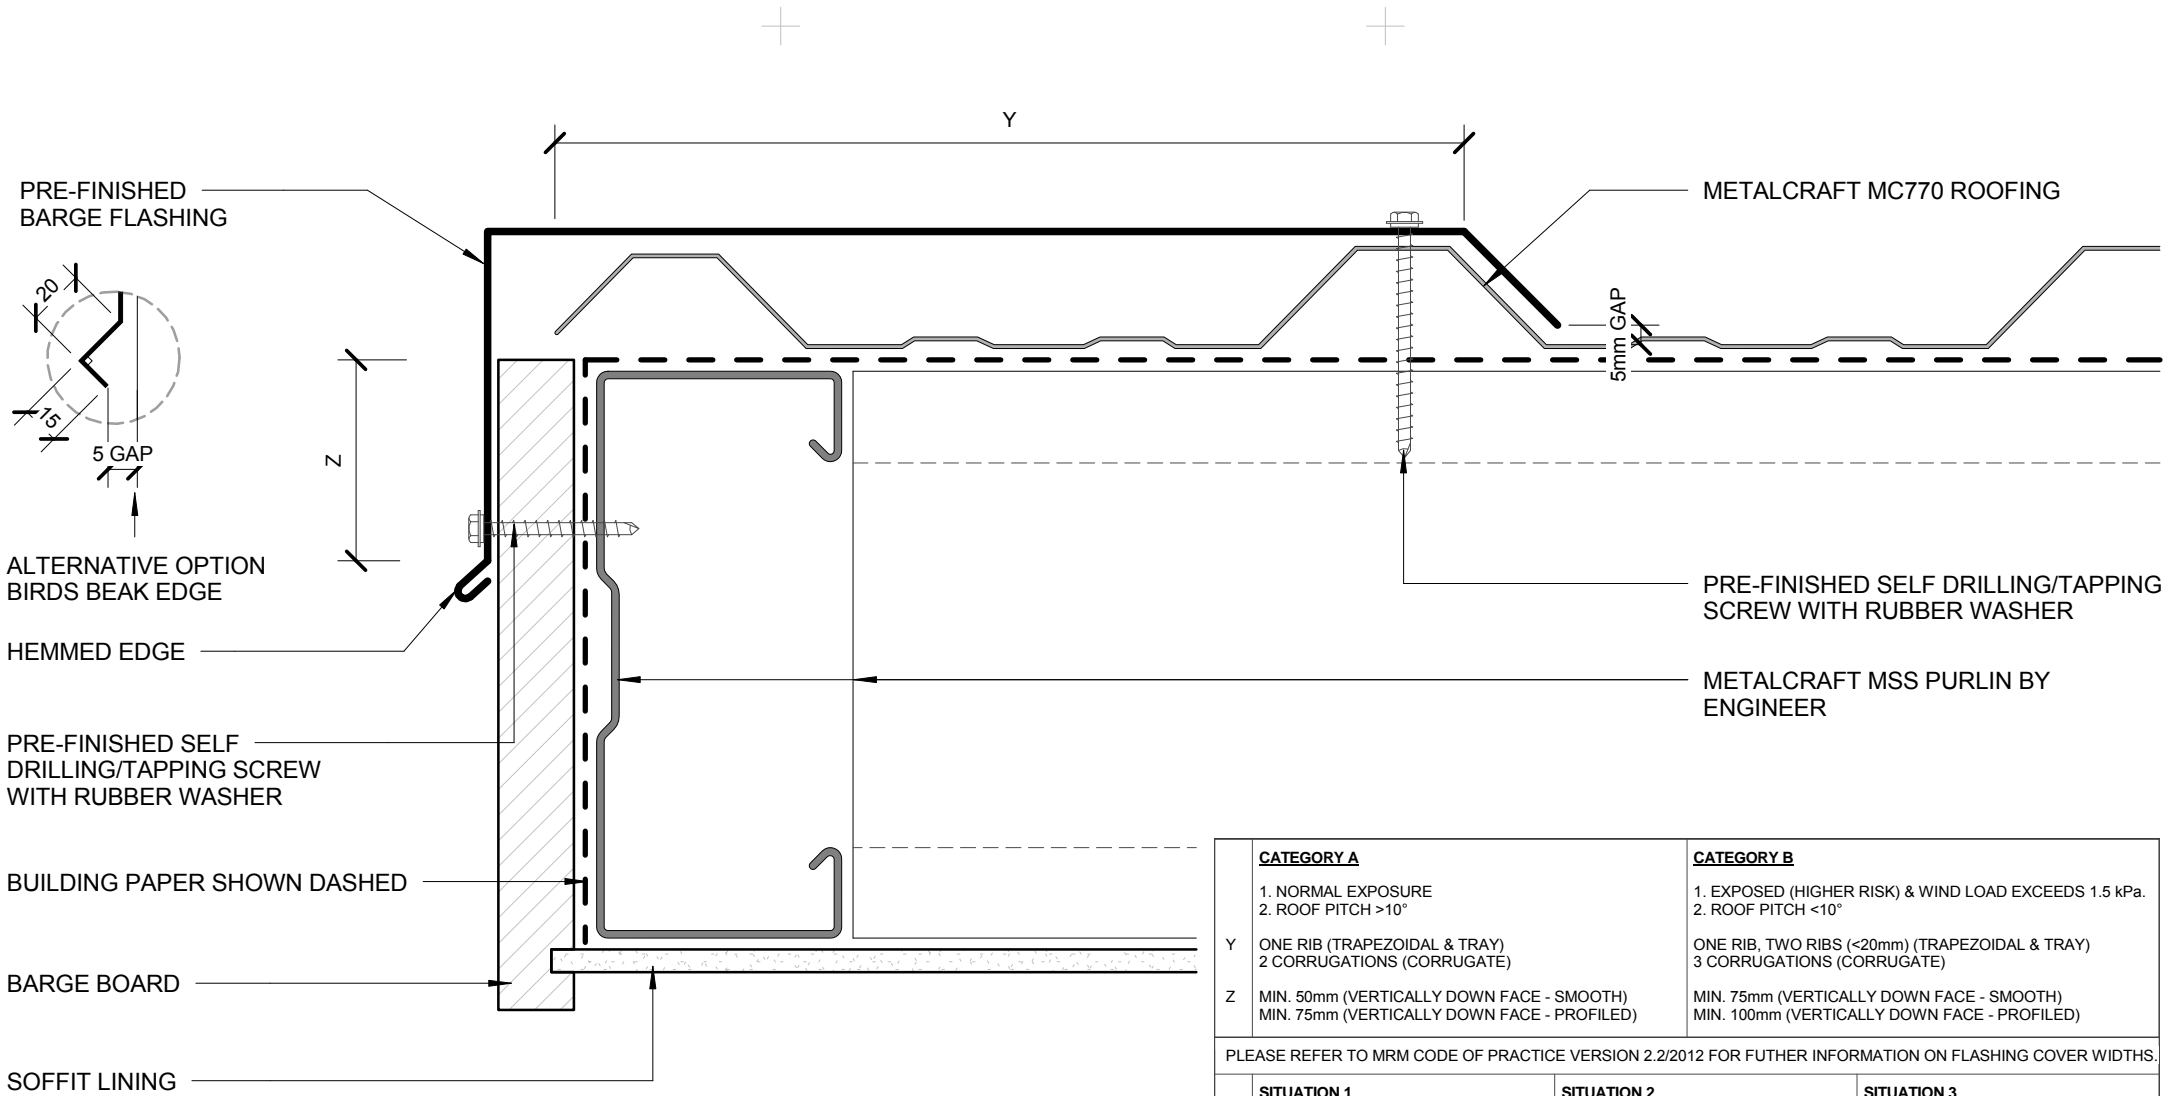 Y
PRE-FINISHED
BARGE FLASHING
METALCRAFT MC770 ROOFING
20
15
5 GAP
Z
5mm GAP
ALTERNATIVE OPTION
BIRDS BEAK EDGE
HEMMED EDGE
PRE-FINISHED SELF
DRILLING/TAPPING SCREW
WITH RUBBER WASHER
BUILDING PAPER SHOWN DASHED
BARGE BOARD
SOFFIT LINING
PRE-FINISHED SELF DRILLING/TAPPING
SCREW WITH RUBBER WASHER
METALCRAFT MSS PURLIN BY
ENGINEER
CATEGORY A
1. NORMAL EXPOSURE
2. ROOF PITCH >10°
CATEGORY B
1. EXPOSED (HIGHER RISK) & WIND LOAD EXCEEDS 1.5 kPa.
2. ROOF PITCH <10°
Y ONE RIB (TRAPEZOIDAL & TRAY)
2 CORRUGATIONS (CORRUGATE)
ONE RIB, TWO RIBS (<20mm) (TRAPEZOIDAL & TRAY)
3 CORRUGATIONS (CORRUGATE)
Z MIN. 50mm (VERTICALLY DOWN FACE - SMOOTH)
MIN. 75mm (VERTICALLY DOWN FACE - PROFILED)
MIN. 75mm (VERTICALLY DOWN FACE - SMOOTH)
MIN. 100mm (VERTICALLY DOWN FACE - PROFILED)
PLEASE REFER TO MRM CODE OF PRACTICE VERSION 2.2/2012 FOR FUTHER INFORMATION ON FLASHING COVER WIDTHS.
SITUATION 1 SITUATION 2 SITUATION 3